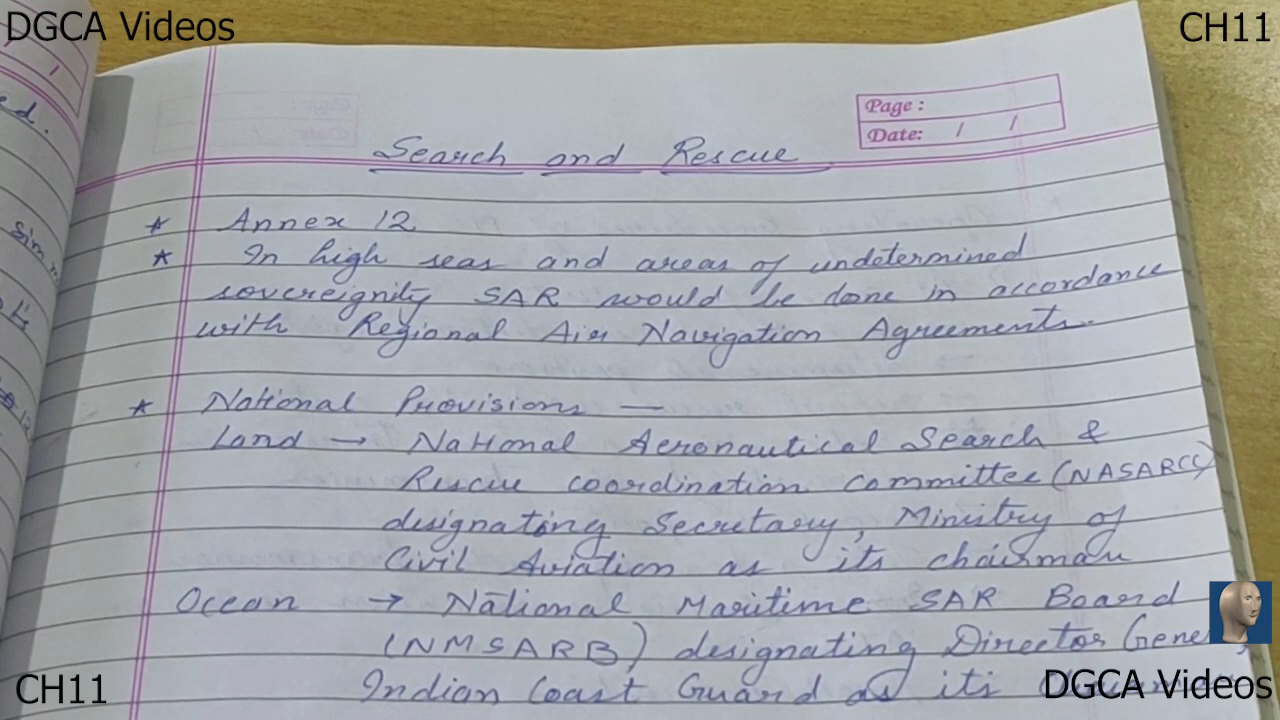 DGCA Videos
CH11
ed.
Page :
Date: / /
Search and Rescue
* Annex 12
* In high seas and areas of undetermined
sovereignity SAR would be done in accordance
with Regional Air Navigation Agreements.
* National Provisions —
Land → National Aeronautical Search &
Rescue coordination committee (NASARCC)
designating Secretary, Ministry of
Civil Aviation as its chairman
Ocean → National Maritime SAR Board
(NMSARB) designating Director Gene
Indian Coast Guard as its
CH11
DGCA Videos